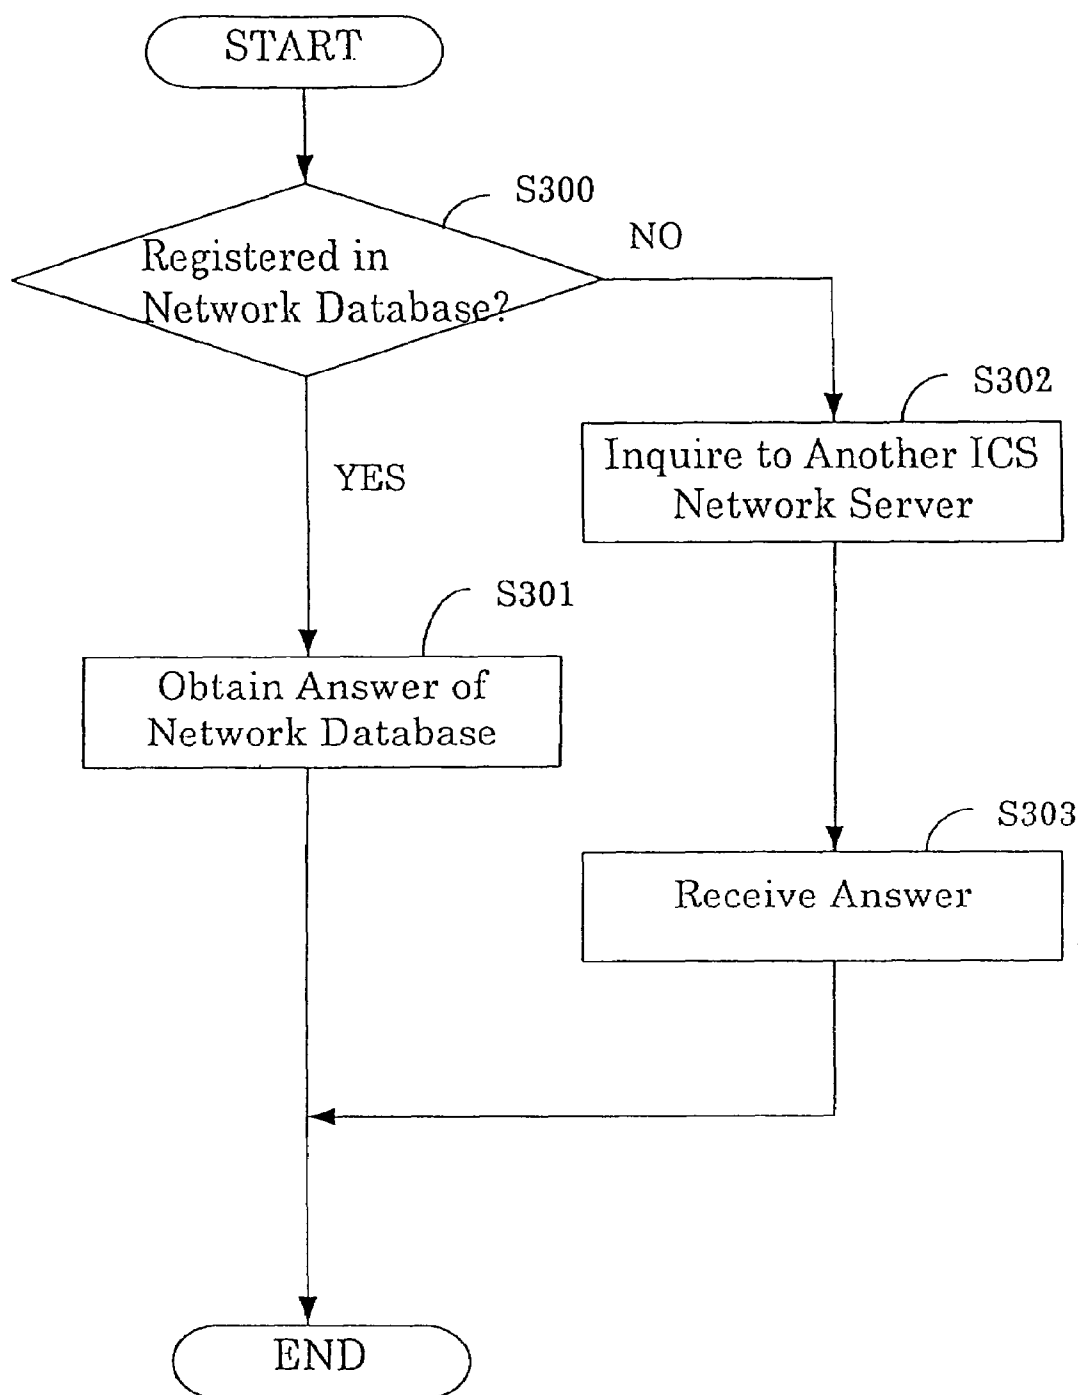 START
S300
Registered in
Network Database?
NO
YES
S302
Inquire to Another ICS
Network Server
S301
Obtain Answer of
Network Database
S303
Receive Answer
END